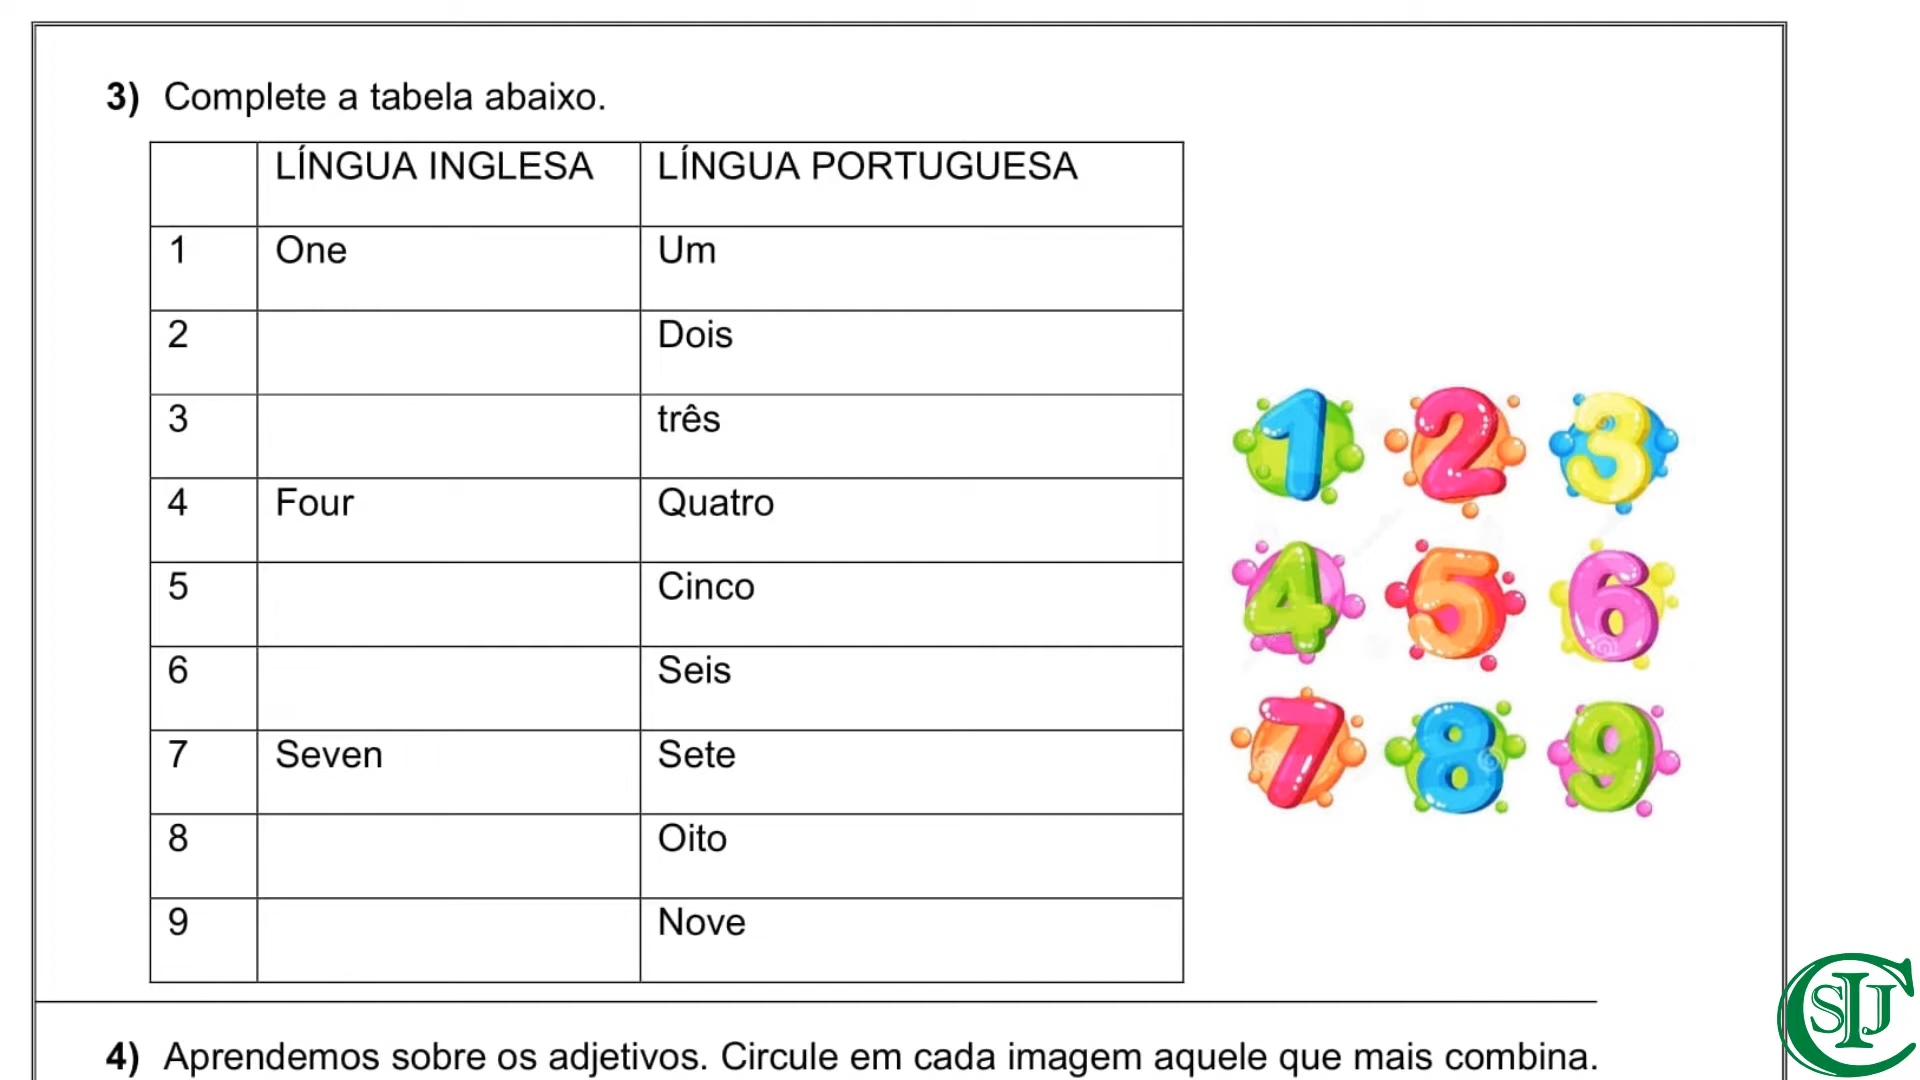 3) Complete a tabela abaixo.
LÍNGUA INGLESA LÍNGUA PORTUGUESA
1 One Um
2 Dois
3 três
4 Four Quatro
5 Cinco
6 Seis
7 Seven Sete
8 Oito
9 Nove
1 2 3
4 5 6
7 8 9
4) Aprendemos sobre os adjetivos. Circule em cada imagem aquele que mais combina.
CSIJ